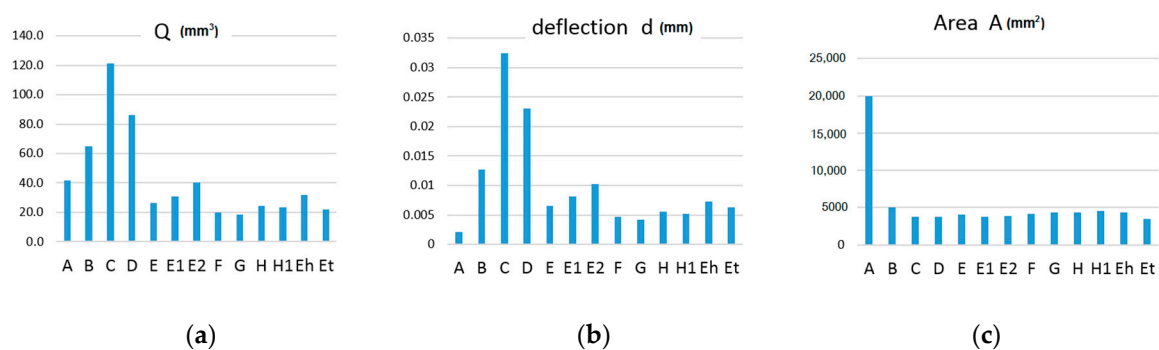 Q (mm³)
140.0
120.0
100.0
80.0
60.0
40.0
20.0
0.0
A B C D E E1 E2 F G H H1 Eh Et
(a)
deflection d (mm)
0.035
0.03
0.025
0.02
0.015
0.01
0.005
0
A B C D E E1 E2 F G H H1 Eh Et
(b)
Area A (mm²)
25,000
20,000
15,000
10,000
5000
0
A B C D E E1 E2 F G H H1 Eh Et
(c)